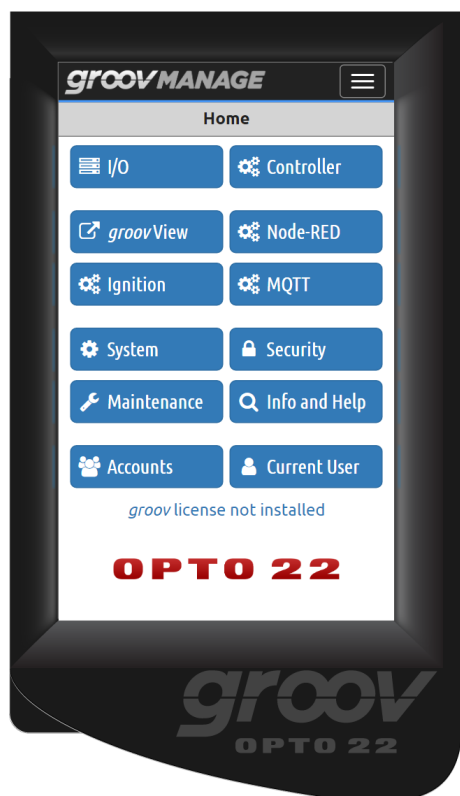 groov MANAGE
Home
I/O
Controller
groov View
Node-RED
Ignition
MQTT
System
Security
Maintenance
Info and Help
Accounts
Current User
groov license not installed
OPTO 22
groov
OPTO 22